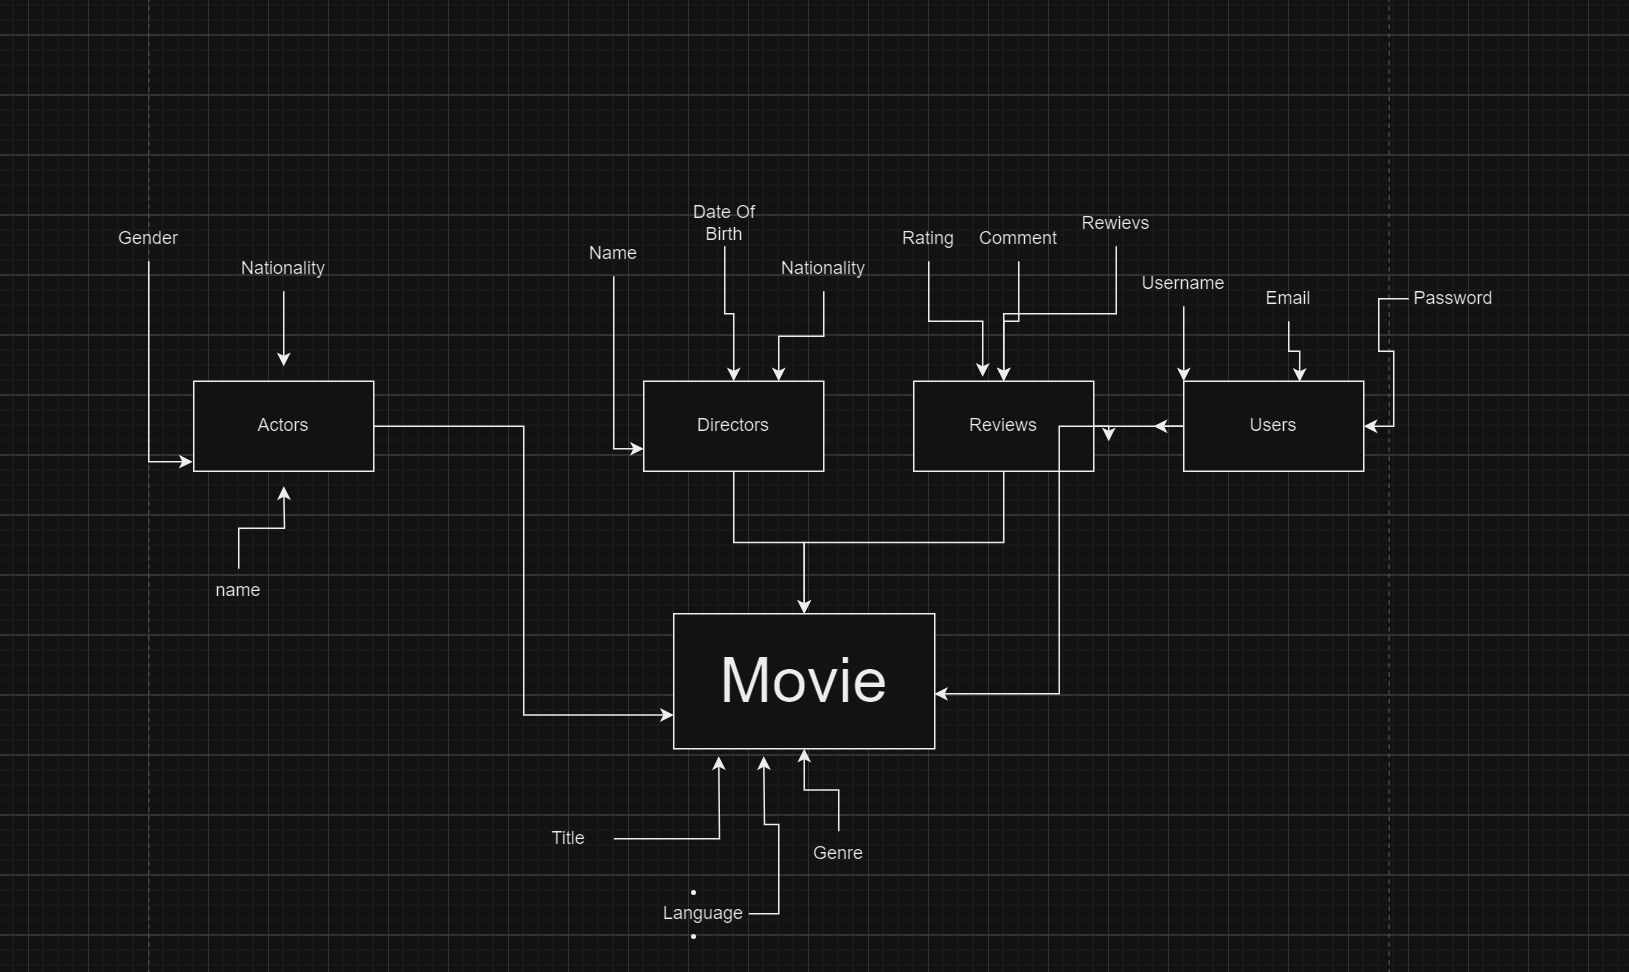 Date Of
Birth
Rewievs
Gender
Rating
Comment
Name
Nationality
Nationality
Username
Email
Password
Actors
Directors
Reviews
Users
name
Movie
Title
Genre
Language